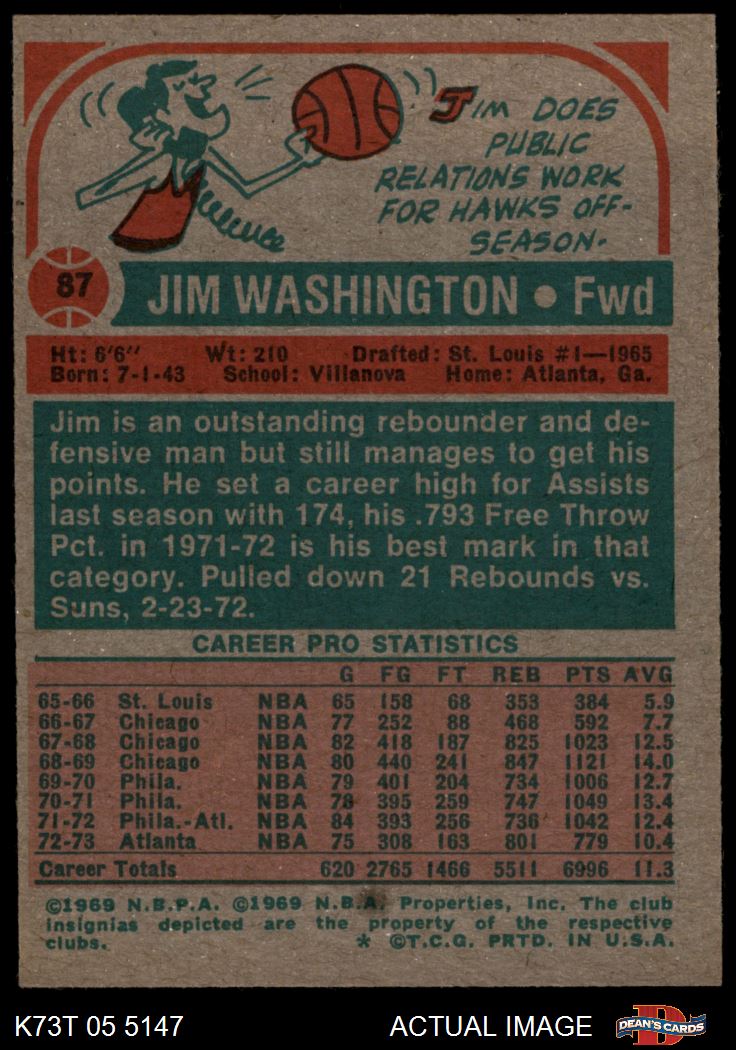 JIM DOES
PUBLIC
RELATIONS WORK
FOR HAWKS OFF-
SEASON.
87
JIM WASHINGTON • Fwd
Ht: 6'6" Wt: 210 Drafted: St. Louis #1—1965
Born: 7-1-43 School: Villanova Home: Atlanta, Ga.
Jim is an outstanding rebounder and de-
fensive man but still manages to get his
points. He set a career high for Assists
last season with 174, his .793 Free Throw
Pct. in 1971-72 is his best mark in that
category. Pulled down 21 Rebounds vs.
Suns, 2-23-72.
CAREER PRO STATISTICS
G FG FT REB PTS AVG
65-66 St. Louis NBA 65 158 68 353 384 5.9
66-67 Chicago NBA 77 252 88 468 592 7.7
67-68 Chicago NBA 82 418 187 825 1023 12.5
68-69 Chicago NBA 80 440 241 847 1121 14.0
69-70 Phila. NBA 79 401 204 734 1006 12.7
70-71 Phila. NBA 78 395 259 747 1049 13.4
71-72 Phila.-Atl. NBA 84 393 256 736 1042 12.4
72-73 Atlanta NBA 75 308 163 801 779 10.4
Career Totals 620 2765 1466 5511 6996 11.3
©1969 N.B.P.A. ©1969 N.B.A. Properties, Inc. The club
insignias depicted are the property of the respective
clubs. * ©T.C.G. PRTD. IN U.S.A.
K73T 05 5147 ACTUAL IMAGE D DEAN'S CARDS